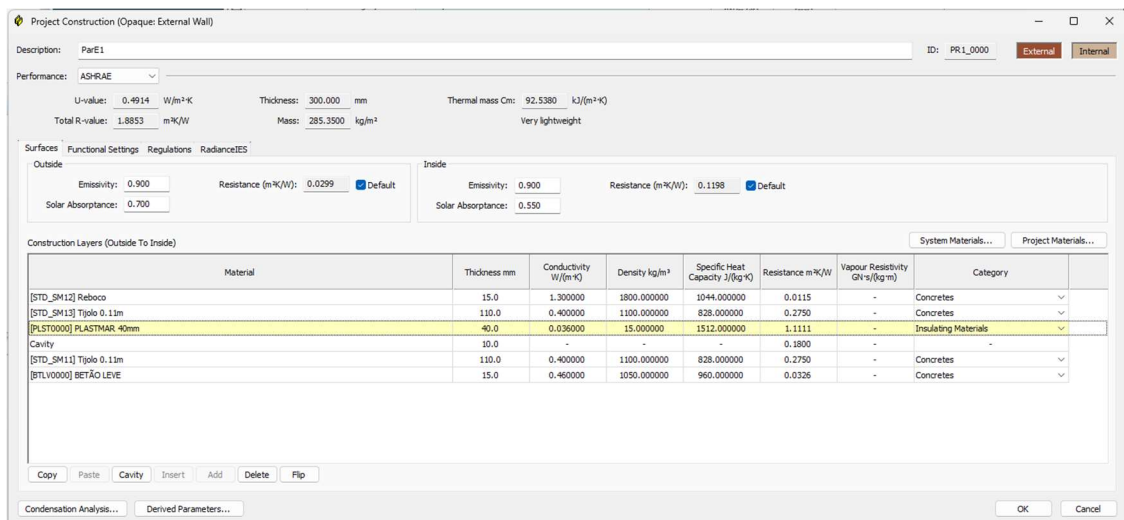 Project Construction (Opaque: External Wall)
Description: ParE1 ID: PR1_0000 External Internal
Performance: ASHRAE
U-value: 0.4914 W/m²·K Thickness: 300.000 mm Thermal mass Cm: 92.5380 kJ/(m²·K)
Total R-value: 1.8853 m²K/W Mass: 285.3500 kg/m² Very lightweight
Surfaces Functional Settings Regulations RadianceIES
Outside Inside
Emissivity: 0.900 Resistance (m²K/W): 0.0299 Default Emissivity: 0.900 Resistance (m²K/W): 0.1198 Default
Solar Absorptance: 0.700 Solar Absorptance: 0.550
Construction Layers (Outside To Inside) System Materials... Project Materials...
Material Thickness mm Conductivity W/(m·K) Density kg/m³ Specific Heat Capacity J/(kg·K) Resistance m²K/W Vapour Resistivity GN·s/(kg·m) Category
[STD_SM12] Reboco 15.0 1.300000 1800.000000 1044.000000 0.0115 - Concretes
[STD_SM13] Tijolo 0.11m 110.0 0.400000 1100.000000 828.000000 0.2750 - Concretes
[PLST0000] PLASTMAR 40mm 40.0 0.036000 15.000000 1512.000000 1.1111 - Insulating Materials
Cavity 10.0 - - - 0.1800 - -
[STD_SM11] Tijolo 0.11m 110.0 0.400000 1100.000000 828.000000 0.2750 - Concretes
[BTLV0000] BETÃO LEVE 15.0 0.460000 1050.000000 960.000000 0.0326 - Concretes
Copy Paste Cavity Insert Add Delete Flip
Condensation Analysis... Derived Parameters... OK Cancel